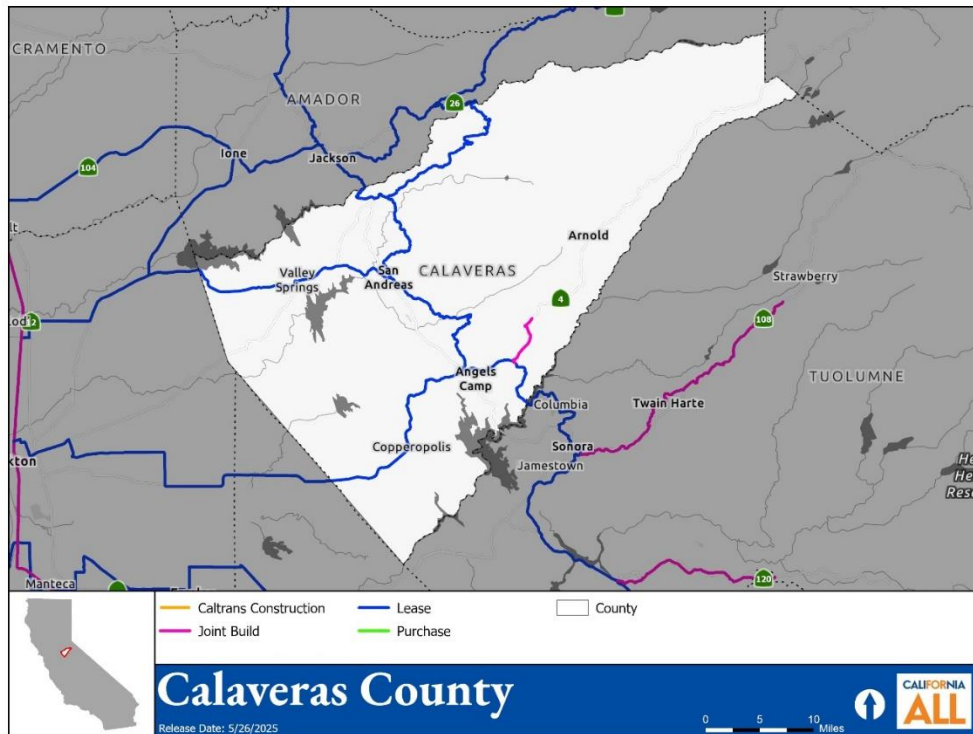 CRAMENTO
AMADOR
26
104
Ione
Jackson
Arnold
Valley
Springs
San
Andreas
CALAVERAS
Strawberry
4
108
Angels
Camp
Columbia
Twain Harte
TUOLUMNE
Copperopolis
Sonora
Jamestown
kton
Manteca
120
Caltrans Construction
Lease
County
Joint Build
Purchase
Calaveras County
Release Date: 5/26/2025
0 5 10
Miles
CALIFORNIA
ALL